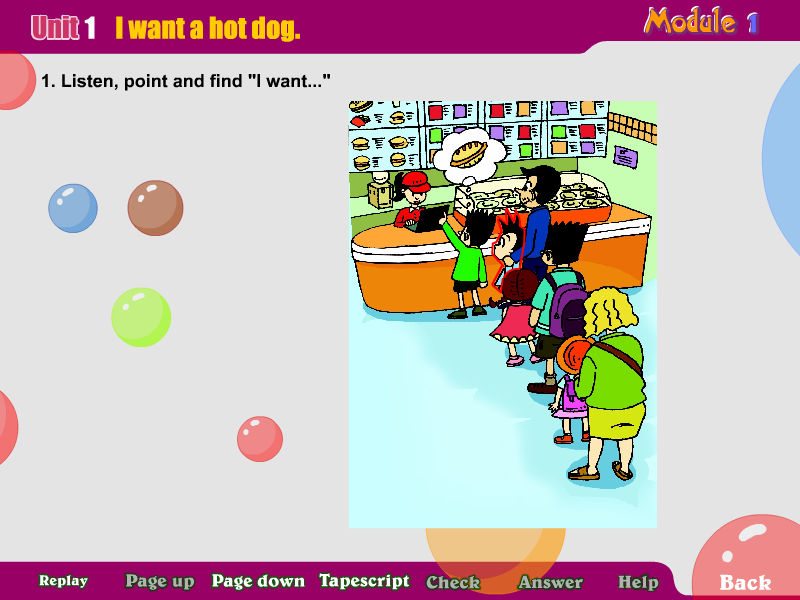 Unit 1 I want a hot dog.
Module 1
1. Listen, point and find "I want..."
Replay
Page up
Page down
Tapescript
Check
Answer
Help
Back